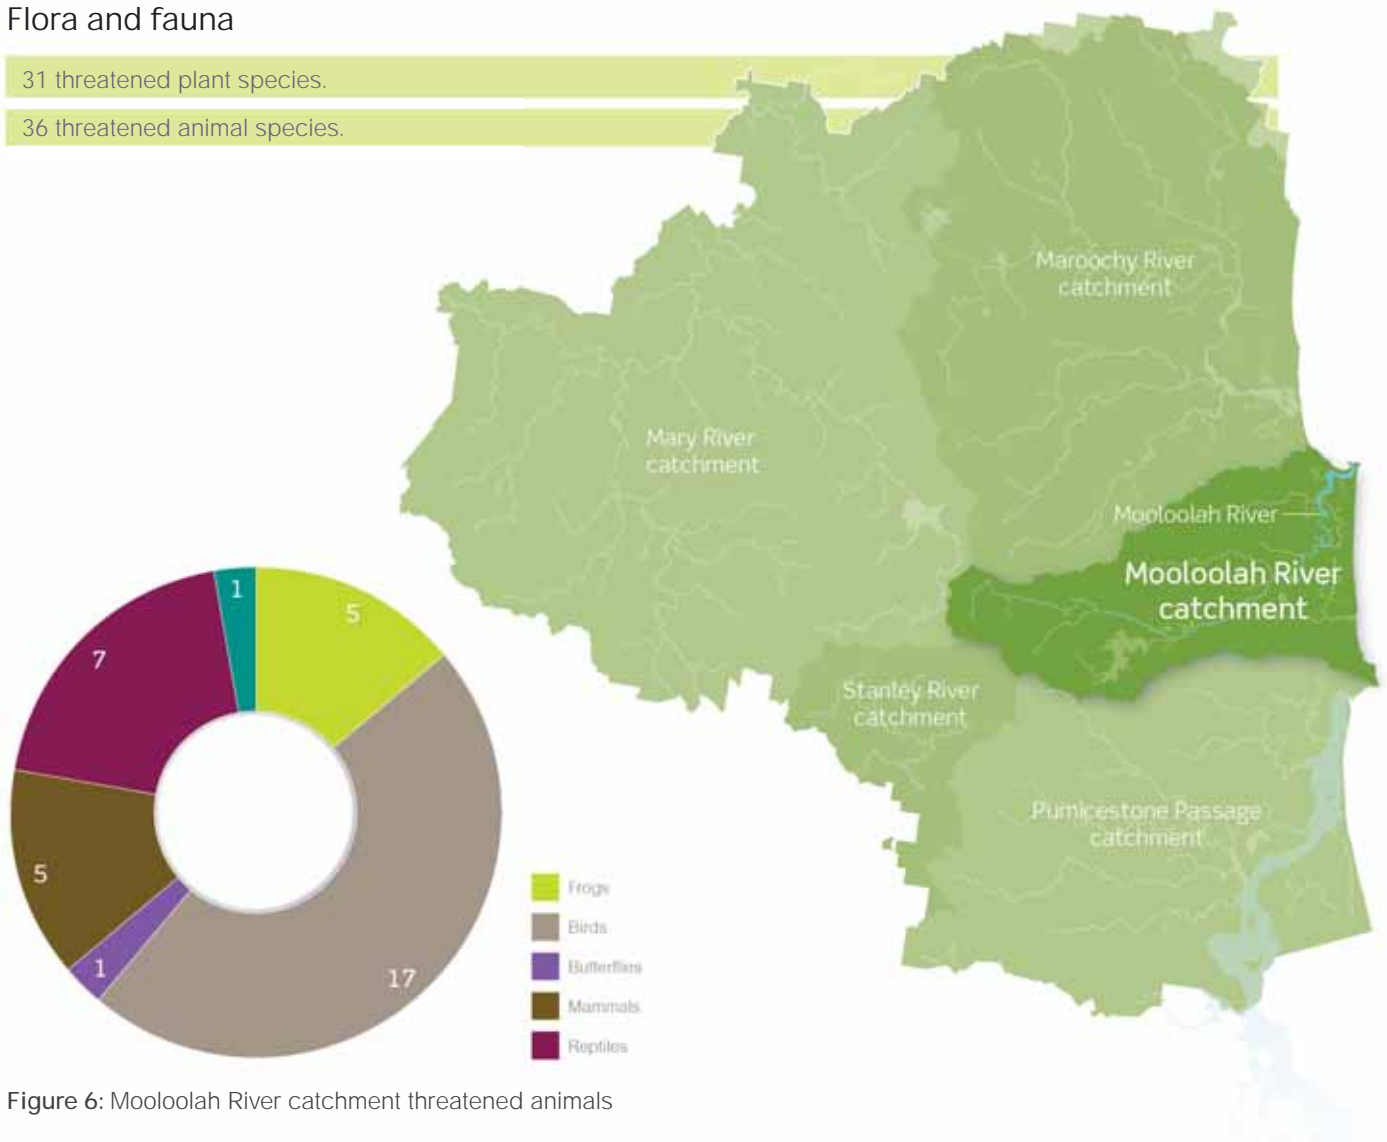 Flora and fauna
31 threatened plant species.
36 threatened animal species.
Maroochy River
catchment
Mary River
catchment
Mooloolah River
Mooloolah River
catchment
Stanley River
catchment
Pumicestone Passage
catchment
1
5
7
5
1
17
Frogs
Birds
Butterflies
Mammals
Reptiles
Figure 6: Mooloolah River catchment threatened animals